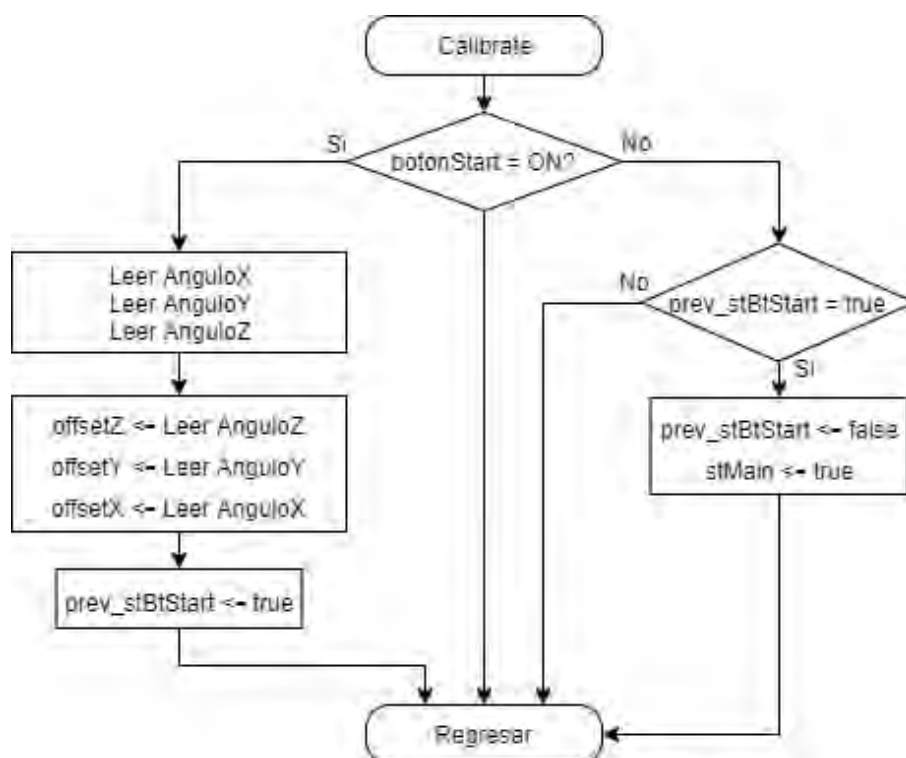 Calibrate
Si
No
botonStart = ON?
Leer AnguloX
Leer AnguloY
Leer AnguloZ
No
prev_stBtStart = true
Si
offsetZ <- Leer AnguloZ
offsetY <- Leer AnguloY
offsetX <- Leer AnguloX
prev_stBtStart <- false
stMain <- true
prev_stBtStart <- true
Regresar